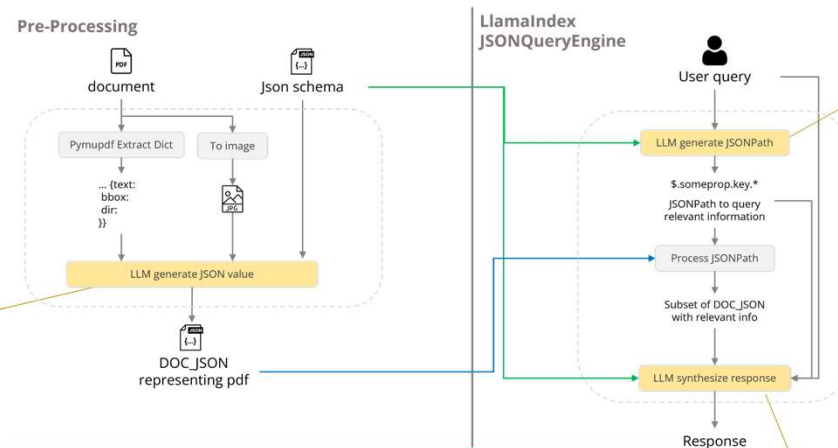 Pre-Processing
PDF
document
JSON
{...}
Json schema
Pymupdf Extract Dict
To image
... {text:
bbox:
dir:
}}
JPG
LLM generate JSON value
JSON
{...}
DOC_JSON
representing pdf
LlamaIndex
JSONQueryEngine
User query
LLM generate JSONPath
$.someprop.key.*
JSONPath to query
relevant information
Process JSONPath
Subset of DOC_JSON
with relevant info
LLM synthesize response
Response